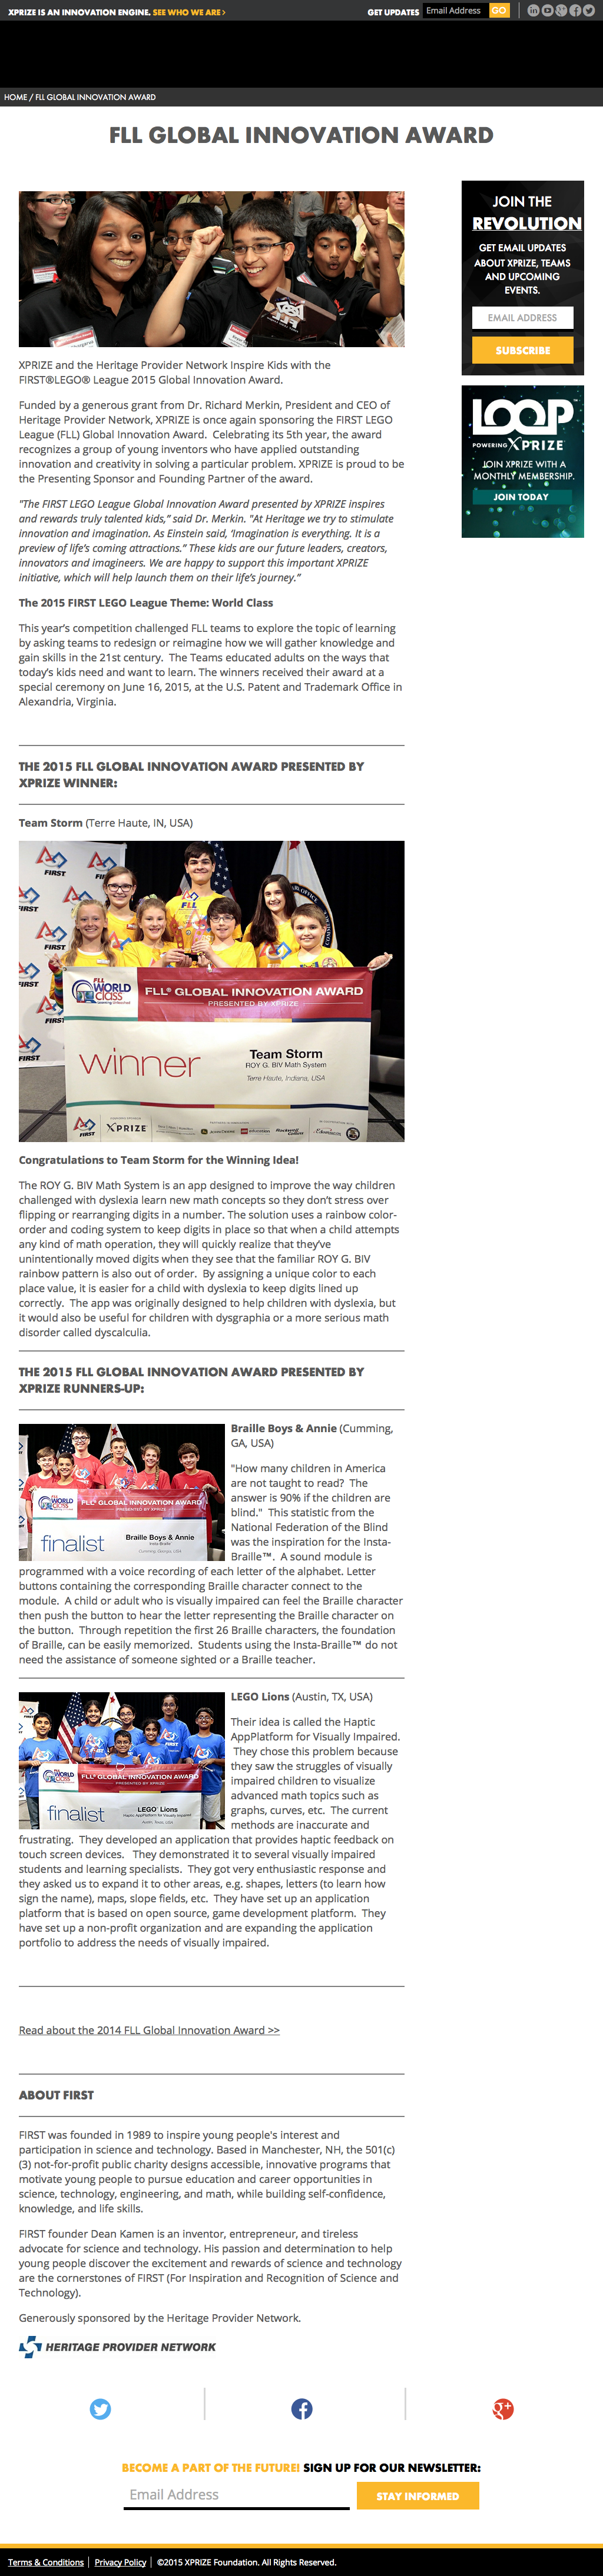 XPRIZE IS AN INNOVATION ENGINE. SEE WHO WE ARE >
GET UPDATES Email Address GO
HOME / FLL GLOBAL INNOVATION AWARD
FLL GLOBAL INNOVATION AWARD
XPRIZE and the Heritage Provider Network Inspire Kids with the
FIRST®LEGO® League 2015 Global Innovation Award.
Funded by a generous grant from Dr. Richard Merkin, President and CEO of
Heritage Provider Network, XPRIZE is once again sponsoring the FIRST LEGO
League (FLL) Global Innovation Award. Celebrating its 5th year, the award
recognizes a group of young inventors who have applied outstanding
innovation and creativity in solving a particular problem. XPRIZE is proud to be
the Presenting Sponsor and Founding Partner of the award.
"The FIRST LEGO League Global Innovation Award presented by XPRIZE inspires
and rewards truly talented kids," said Dr. Merkin. "At Heritage we try to stimulate
innovation and imagination. As Einstein said, 'Imagination is everything. It is a
preview of life's coming attractions.” These kids are our future leaders, creators,
innovators and imagineers. We are happy to support this important XPRIZE
initiative, which will help launch them on their life's journey.”
The 2015 FIRST LEGO League Theme: World Class
This year's competition challenged FLL teams to explore the topic of learning
by asking teams to redesign or reimagine how we will gather knowledge and
gain skills in the 21st century. The Teams educated adults on the ways that
today's kids need and want to learn. The winners received their award at a
special ceremony on June 16, 2015, at the U.S. Patent and Trademark Office in
Alexandria, Virginia.
JOIN THE
REVOLUTION
GET EMAIL UPDATES
ABOUT XPRIZE, TEAMS
AND UPCOMING
EVENTS.
EMAIL ADDRESS
SUBSCRIBE
LOOP
POWERING XPRIZE
JOIN XPRIZE WITH A
MONTHLY MEMBERSHIP.
JOIN TODAY
THE 2015 FLL GLOBAL INNOVATION AWARD PRESENTED BY
XPRIZE WINNER:
Team Storm (Terre Haute, IN, USA)
FIRST
FLL
FLL WORLD CLASS
FLL® GLOBAL INNOVATION AWARD
PRESENTED BY XPRIZE
winner
Team Storm
ROY G. BIV Math System
Terre Haute, Indiana, USA
FIRST
XPRIZE
Congratulations to Team Storm for the Winning Idea!
The ROY G. BIV Math System is an app designed to improve the way children
challenged with dyslexia learn new math concepts so they don't stress over
flipping or rearranging digits in a number. The solution uses a rainbow color-
order and coding system to keep digits in place so that when a child attempts
any kind of math operation, they will quickly realize that they've
unintentionally moved digits when they see that the familiar ROY G. BIV
rainbow pattern is also out of order. By assigning a unique color to each
place value, it is easier for a child with dyslexia to keep digits lined up
correctly. The app was originally designed to help children with dyslexia, but
it would also be useful for children with dysgraphia or a more serious math
disorder called dyscalculia.
THE 2015 FLL GLOBAL INNOVATION AWARD PRESENTED BY
XPRIZE RUNNERS-UP:
FLL® GLOBAL INNOVATION AWARD
PRESENTED BY XPRIZE
finalist
Braille Boys & Annie
Braille Boys & Annie (Cumming,
GA, USA)
"How many children in America
are not taught to read? The
answer is 90% if the children are
blind." This statistic from the
National Federation of the Blind
was the inspiration for the Insta-
Braille™. A sound module is
programmed with a voice recording of each letter of the alphabet. Letter
buttons containing the corresponding Braille character connect to the
module. A child or adult who is visually impaired can feel the Braille character
then push the button to hear the letter representing the Braille character on
the button. Through repetition the first 26 Braille characters, the foundation
of Braille, can be easily memorized. Students using the Insta-Braille™ do not
need the assistance of someone sighted or a Braille teacher.
FLL® GLOBAL INNOVATION AWARD
PRESENTED BY XPRIZE
finalist
LEGO Lions
LEGO Lions (Austin, TX, USA)
Their idea is called the Haptic
AppPlatform for Visually Impaired.
They chose this problem because
they saw the struggles of visually
impaired children to visualize
advanced math topics such as
graphs, curves, etc. The current
methods are inaccurate and
frustrating. They developed an application that provides haptic feedback on
touch screen devices. They demonstrated it to several visually impaired
students and learning specialists. They got very enthusiastic response and
they asked us to expand it to other areas, e.g. shapes, letters (to learn how
sign the name), maps, slope fields, etc. They have set up an application
platform that is based on open source, game development platform. They
have set up a non-profit organization and are expanding the application
portfolio to address the needs of visually impaired.
Read about the 2014 FLL Global Innovation Award >>
ABOUT FIRST
FIRST was founded in 1989 to inspire young people's interest and
participation in science and technology. Based in Manchester, NH, the 501(c)
(3) not-for-profit public charity designs accessible, innovative programs that
motivate young people to pursue education and career opportunities in
science, technology, engineering, and math, while building self-confidence,
knowledge, and life skills.
FIRST founder Dean Kamen is an inventor, entrepreneur, and tireless
advocate for science and technology. His passion and determination to help
young people discover the excitement and rewards of science and technology
are the cornerstones of FIRST (For Inspiration and Recognition of Science and
Technology).
Generously sponsored by the Heritage Provider Network.
HERITAGE PROVIDER NETWORK
BECOME A PART OF THE FUTURE! SIGN UP FOR OUR NEWSLETTER:
Email Address STAY INFORMED
Terms & Conditions | Privacy Policy | ©2015 XPRIZE Foundation. All Rights Reserved.